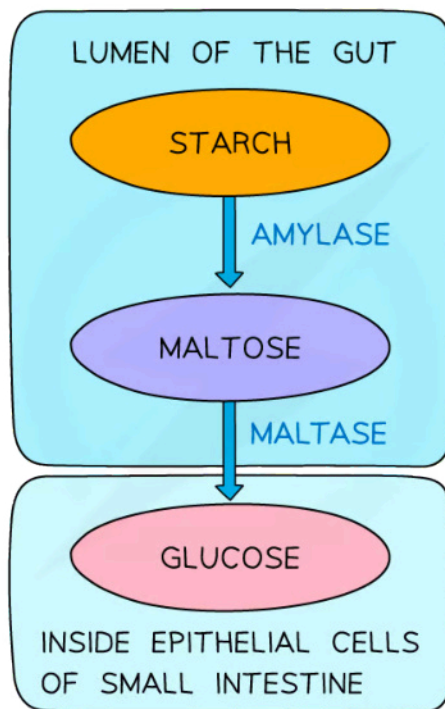 LUMEN OF THE GUT
STARCH
AMYLASE
MALTOSE
MALTASE
GLUCOSE
INSIDE EPITHELIAL CELLS
OF SMALL INTESTINE